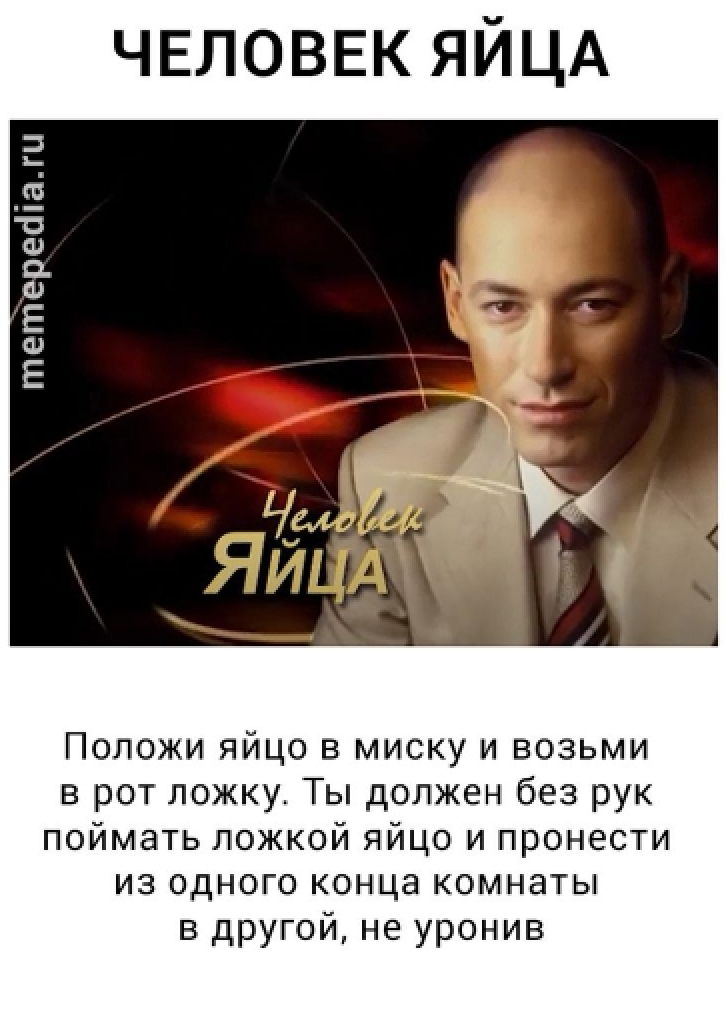 ЧЕЛОВЕК ЯЙЦА
memepedia.ru
Человек
ЯЙЦА
Положи яйцо в миску и возьми
в рот ложку. Ты должен без рук
поймать ложкой яйцо и пронести
из одного конца комнаты
в другой, не уронив